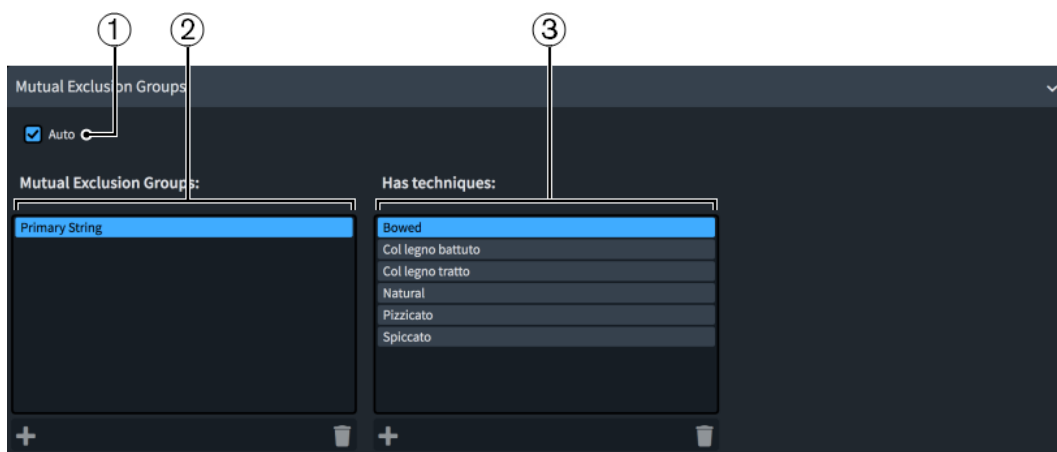 ① ② ③
Mutual Exclusion Groups
Auto
Mutual Exclusion Groups: Has techniques:
Primary String Bowed
Col legno battuto
Col legno tratto
Natural
Pizzicato
Spiccato